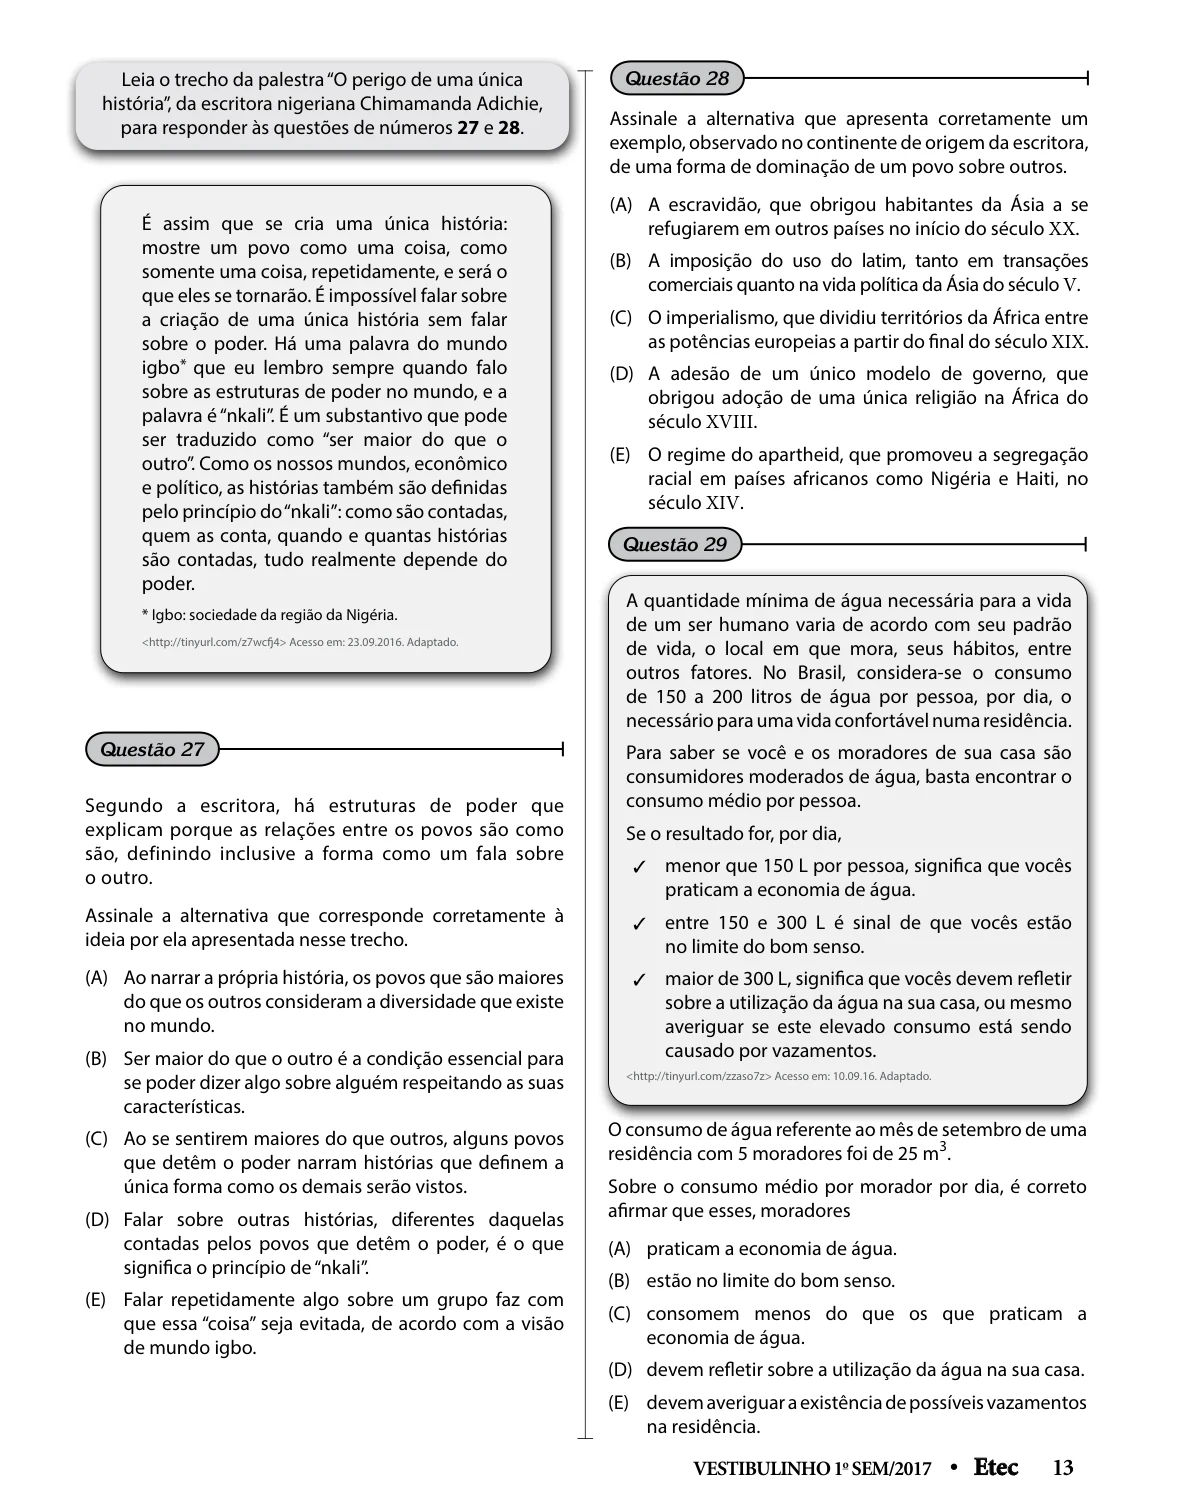 Leia o trecho da palestra “O perigo de uma única
história”, da escritora nigeriana Chimamanda Adichie,
para responder às questões de números 27 e 28.
É assim que se cria uma única história:
mostre um povo como uma coisa, como
somente uma coisa, repetidamente, e será o
que eles se tornarão. É impossível falar sobre
a criação de uma única história sem falar
sobre o poder. Há uma palavra do mundo
igbo* que eu lembro sempre quando falo
sobre as estruturas de poder no mundo, e a
palavra é “nkali”. É um substantivo que pode
ser traduzido como “ser maior do que o
outro”. Como os nossos mundos, econômico
e político, as histórias também são definidas
pelo princípio do “nkali”: como são contadas,
quem as conta, quando e quantas histórias
são contadas, tudo realmente depende do
poder.
* Igbo: sociedade da região da Nigéria.
<http://tinyurl.com/z7wcfj4> Acesso em: 23.09.2016. Adaptado.
Questão 27
Segundo a escritora, há estruturas de poder que
explicam porque as relações entre os povos são como
são, definindo inclusive a forma como um fala sobre
o outro.
Assinale a alternativa que corresponde corretamente à
ideia por ela apresentada nesse trecho.
(A) Ao narrar a própria história, os povos que são maiores
do que os outros consideram a diversidade que existe
no mundo.
(B) Ser maior do que o outro é a condição essencial para
se poder dizer algo sobre alguém respeitando as suas
características.
(C) Ao se sentirem maiores do que outros, alguns povos
que detêm o poder narram histórias que definem a
única forma como os demais serão vistos.
(D) Falar sobre outras histórias, diferentes daquelas
contadas pelos povos que detêm o poder, é o que
significa o princípio de “nkali”.
(E) Falar repetidamente algo sobre um grupo faz com
que essa “coisa” seja evitada, de acordo com a visão
de mundo igbo.
Questão 28
Assinale a alternativa que apresenta corretamente um
exemplo, observado no continente de origem da escritora,
de uma forma de dominação de um povo sobre outros.
(A) A escravidão, que obrigou habitantes da Ásia a se
refugiarem em outros países no início do século XX.
(B) A imposição do uso do latim, tanto em transações
comerciais quanto na vida política da Ásia do século V.
(C) O imperialismo, que dividiu territórios da África entre
as potências europeias a partir do final do século XIX.
(D) A adesão de um único modelo de governo, que
obrigou adoção de uma única religião na África do
século XVIII.
(E) O regime do apartheid, que promoveu a segregação
racial em países africanos como Nigéria e Haiti, no
século XIV.
Questão 29
A quantidade mínima de água necessária para a vida
de um ser humano varia de acordo com seu padrão
de vida, o local em que mora, seus hábitos, entre
outros fatores. No Brasil, considera-se o consumo
de 150 a 200 litros de água por pessoa, por dia, o
necessário para uma vida confortável numa residência.
Para saber se você e os moradores de sua casa são
consumidores moderados de água, basta encontrar o
consumo médio por pessoa.
Se o resultado for, por dia,
✓ menor que 150 L por pessoa, significa que vocês
praticam a economia de água.
✓ entre 150 e 300 L é sinal de que vocês estão
no limite do bom senso.
✓ maior de 300 L, significa que vocês devem refletir
sobre a utilização da água na sua casa, ou mesmo
averiguar se este elevado consumo está sendo
causado por vazamentos.
<http://tinyurl.com/zzaso7z> Acesso em: 10.09.16. Adaptado.
O consumo de água referente ao mês de setembro de uma
residência com 5 moradores foi de 25 m³.
Sobre o consumo médio por morador por dia, é correto
afirmar que esses, moradores
(A) praticam a economia de água.
(B) estão no limite do bom senso.
(C) consomem menos do que os que praticam a
economia de água.
(D) devem refletir sobre a utilização da água na sua casa.
(E) devem averiguar a existência de possíveis vazamentos
na residência.
VESTIBULINHO 1º SEM/2017 • Etec 13